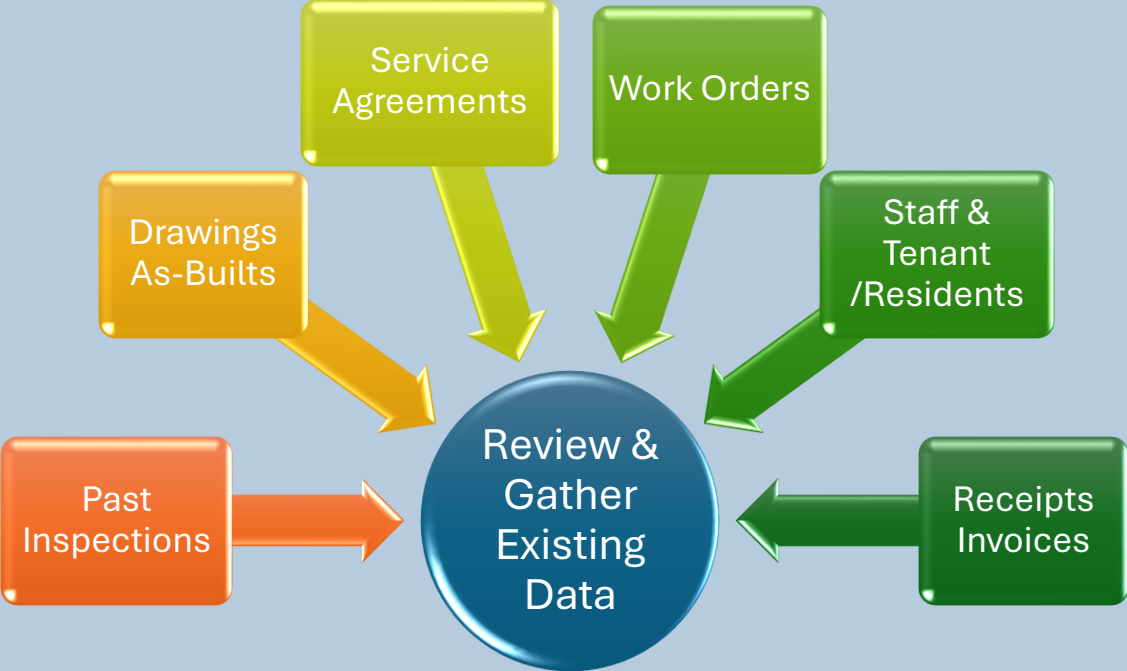 Service
Agreements
Work Orders
Drawings
As-Builts
Staff &
Tenant
/Residents
Past
Inspections
Review &
Gather
Existing
Data
Receipts
Invoices